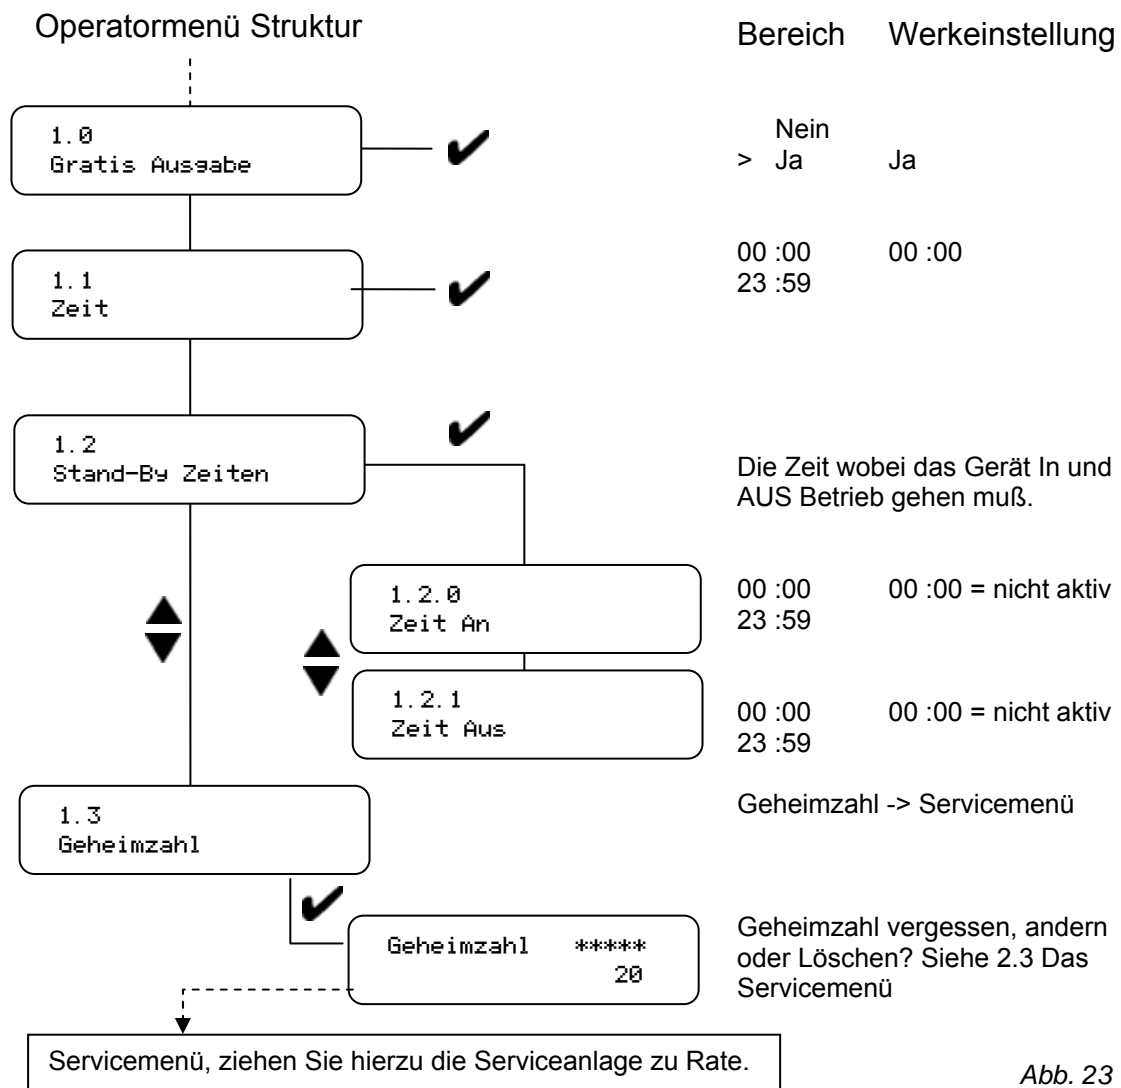 Operatormenü Struktur
Bereich Werkeinstellung
1.0
Gratis Ausgabe
Nein
> Ja Ja
1.1
Zeit
00 :00 00 :00
23 :59
1.2
Stand-By Zeiten
Die Zeit wobei das Gerät In und
AUS Betrieb gehen muß.
1.2.0
Zeit An
00 :00 00 :00 = nicht aktiv
23 :59
1.2.1
Zeit Aus
00 :00 00 :00 = nicht aktiv
23 :59
1.3
Geheimzahl
Geheimzahl -> Servicemenü
Geheimzahl *****
20
Geheimzahl vergessen, andern
oder Löschen? Siehe 2.3 Das
Servicemenü
Servicemenü, ziehen Sie hierzu die Serviceanlage zu Rate.
Abb. 23